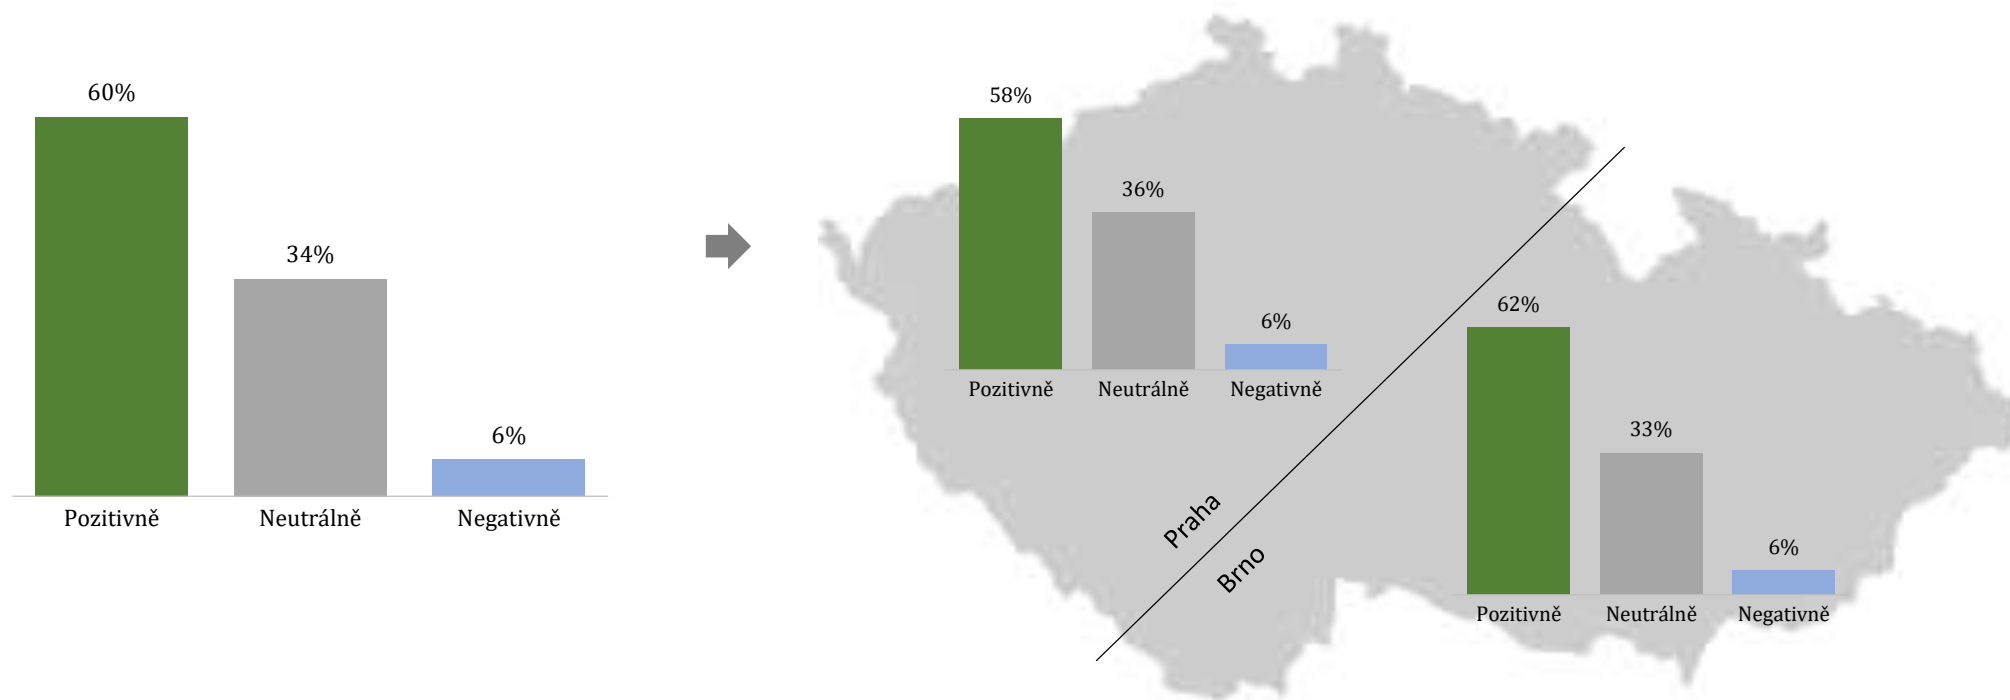 60%
34%
6%
Pozitivně Neutrálně Negativně
58%
36%
6%
Pozitivně Neutrálně Negativně
Praha
Brno
62%
33%
6%
Pozitivně Neutrálně Negativně